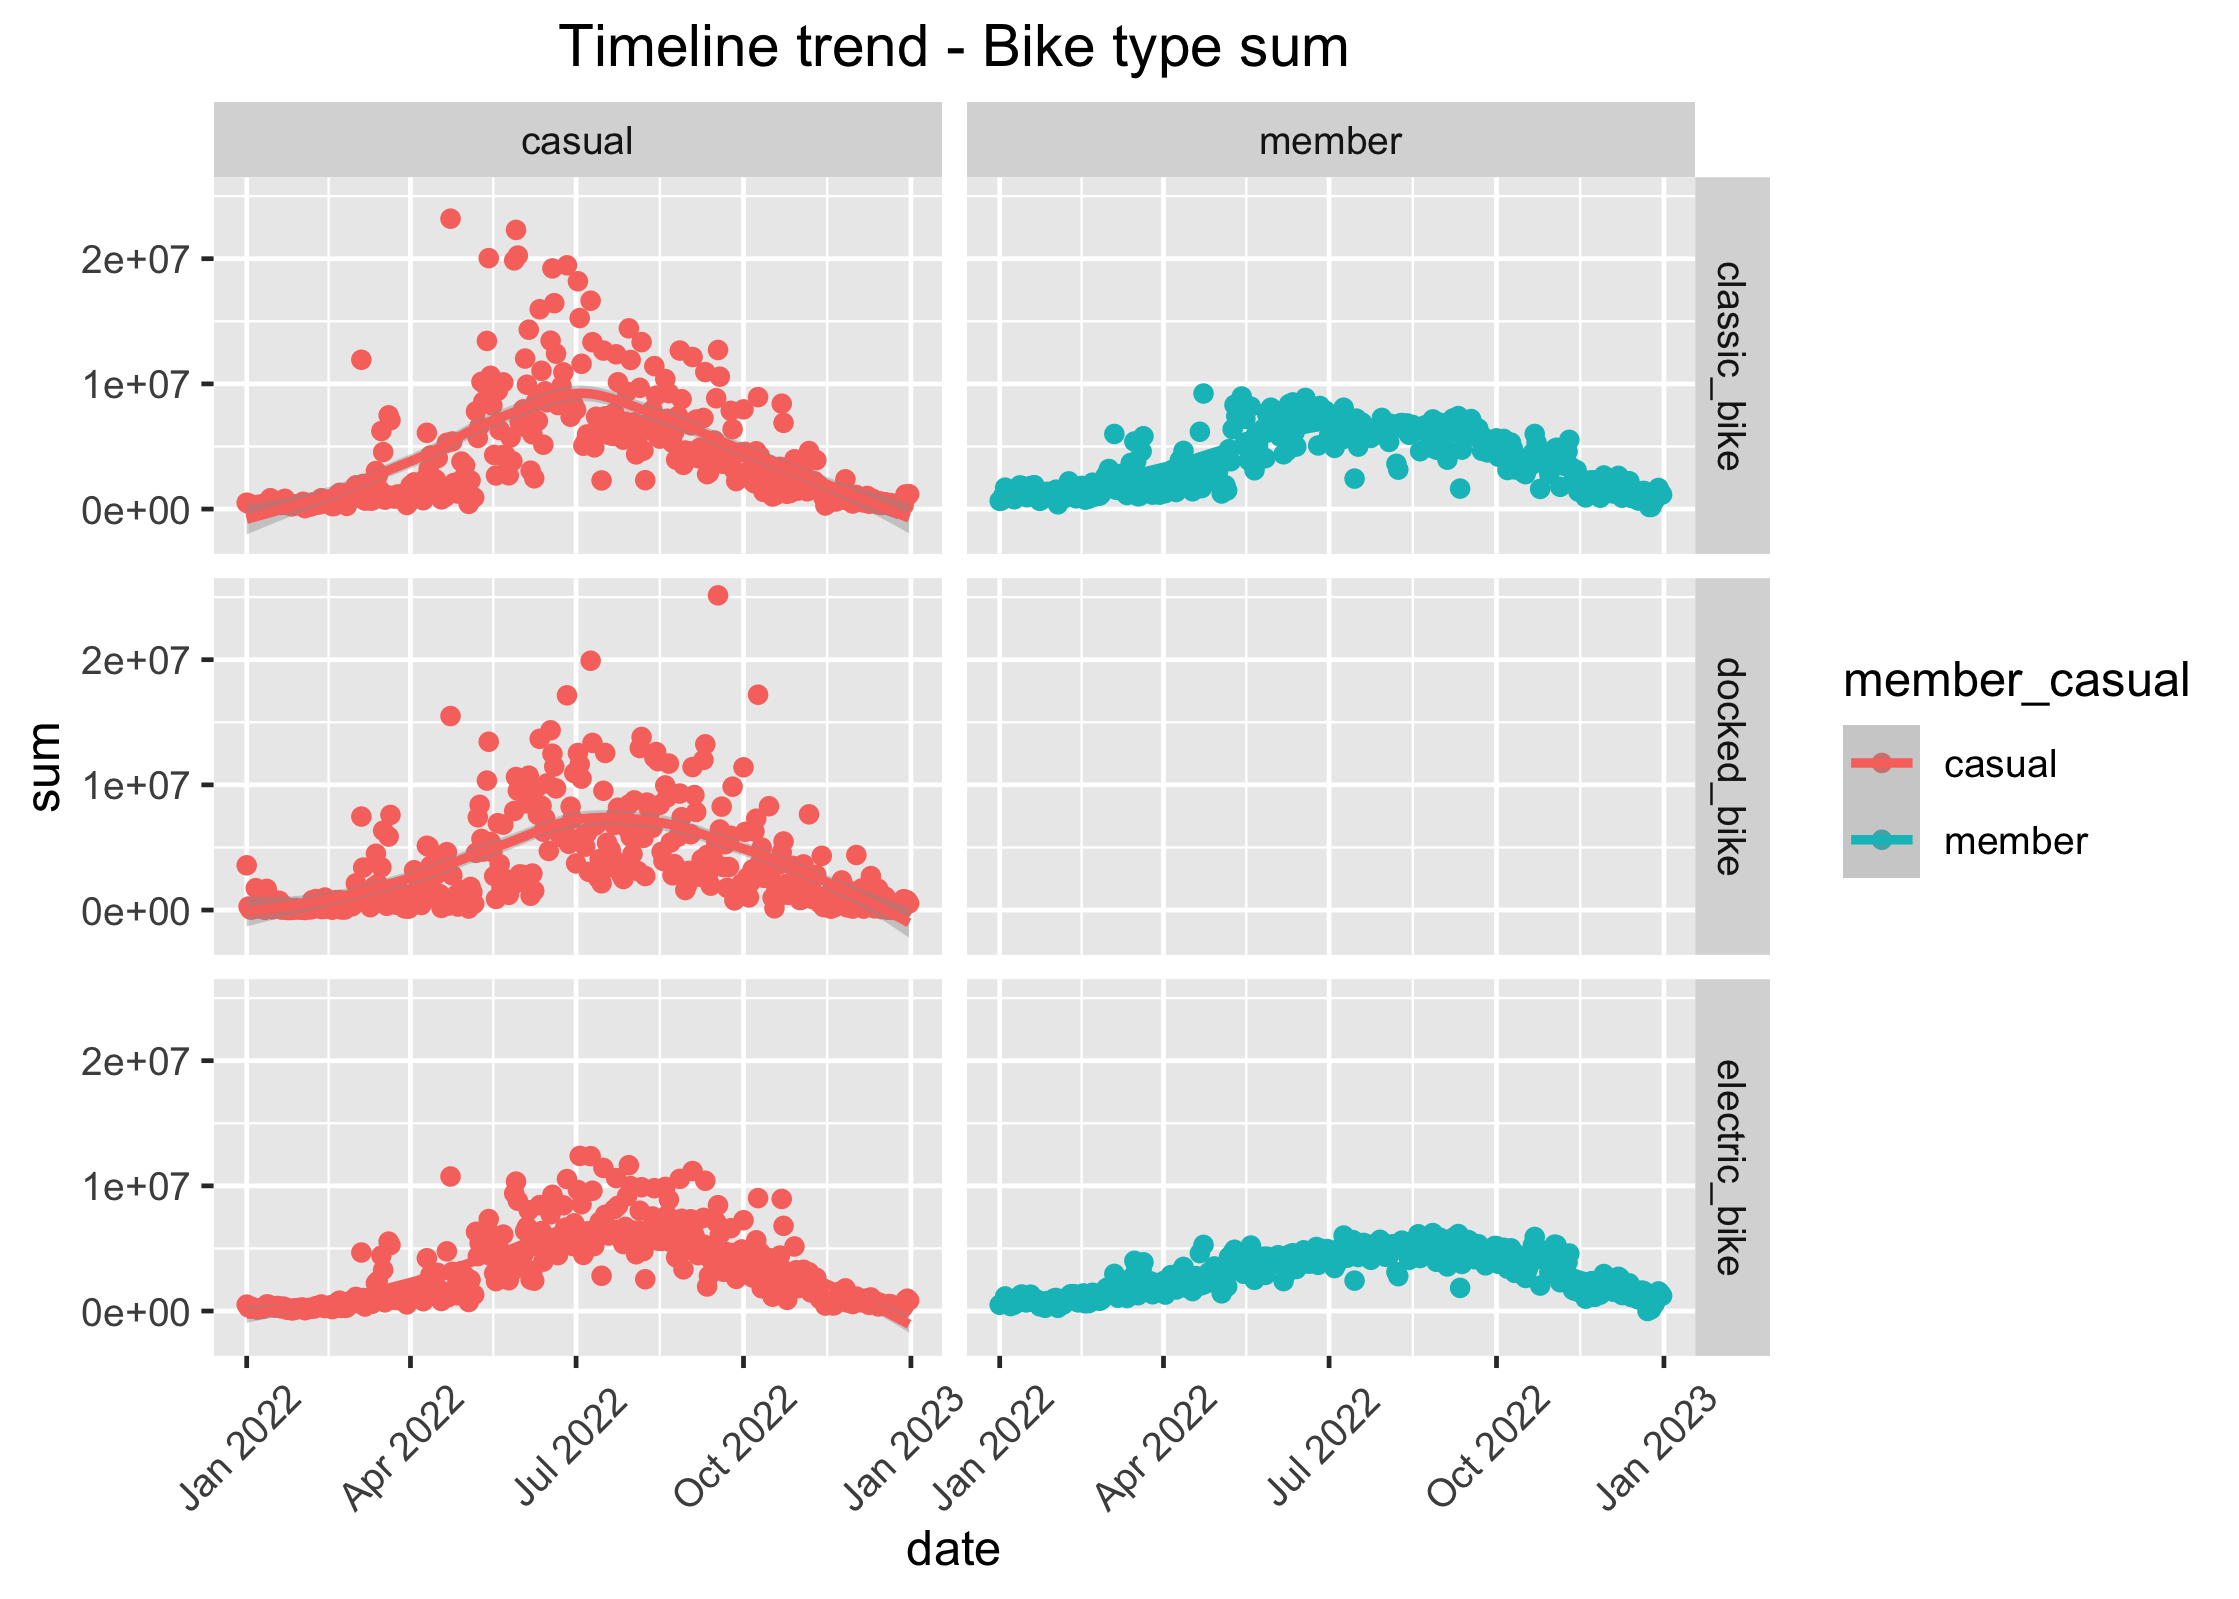 Timeline trend - Bike type sum
casual
member
2e+07
1e+07
0e+00
classic_bike
2e+07
1e+07
0e+00
docked_bike
2e+07
1e+07
0e+00
electric_bike
sum
Jan 2022
Apr 2022
Jul 2022
Oct 2022
Jan 2023
Jan 2022
Apr 2022
Jul 2022
Oct 2022
Jan 2023
date
member_casual
casual
member